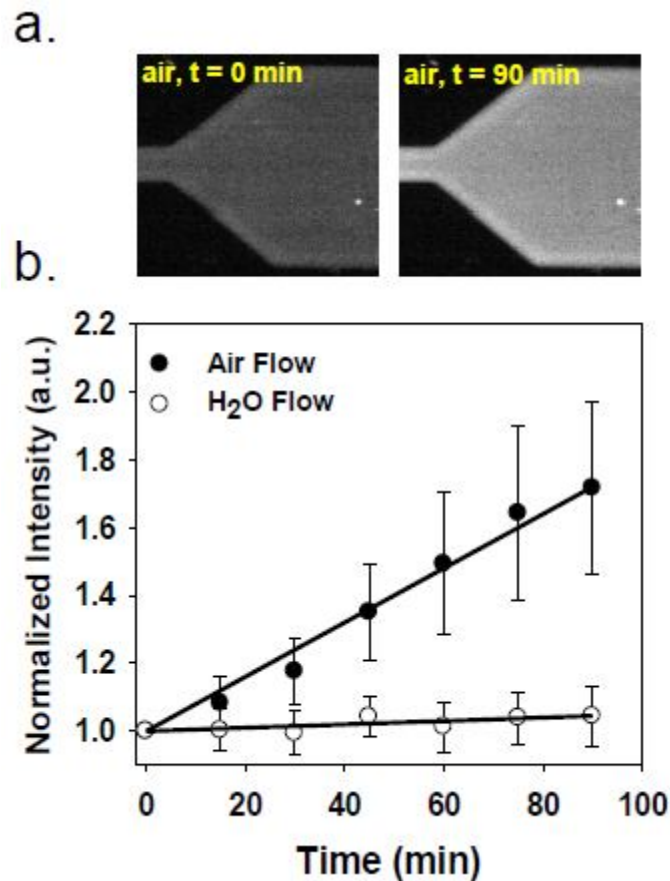 a.
air, t = 0 min
air, t = 90 min
b.
2.2
2.0
1.8
1.6
1.4
1.2
1.0
Normalized Intensity (a.u.)
Air Flow
H₂O Flow
0
20
40
60
80
100
Time (min)